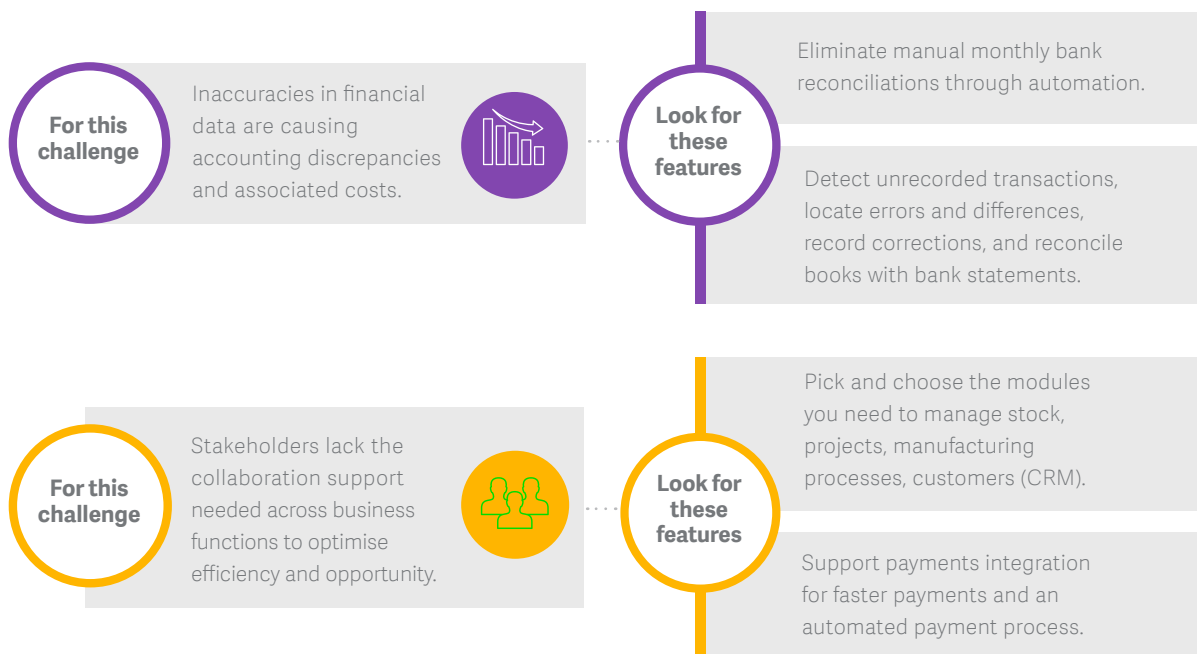 For this
challenge
Inaccuracies in financial
data are causing
accounting discrepancies
and associated costs.
Look for
these
features
Eliminate manual monthly bank
reconciliations through automation.
Detect unrecorded transactions,
locate errors and differences,
record corrections, and reconcile
books with bank statements.
For this
challenge
Stakeholders lack the
collaboration support
needed across business
functions to optimise
efficiency and opportunity.
Look for
these
features
Pick and choose the modules
you need to manage stock,
projects, manufacturing
processes, customers (CRM).
Support payments integration
for faster payments and an
automated payment process.